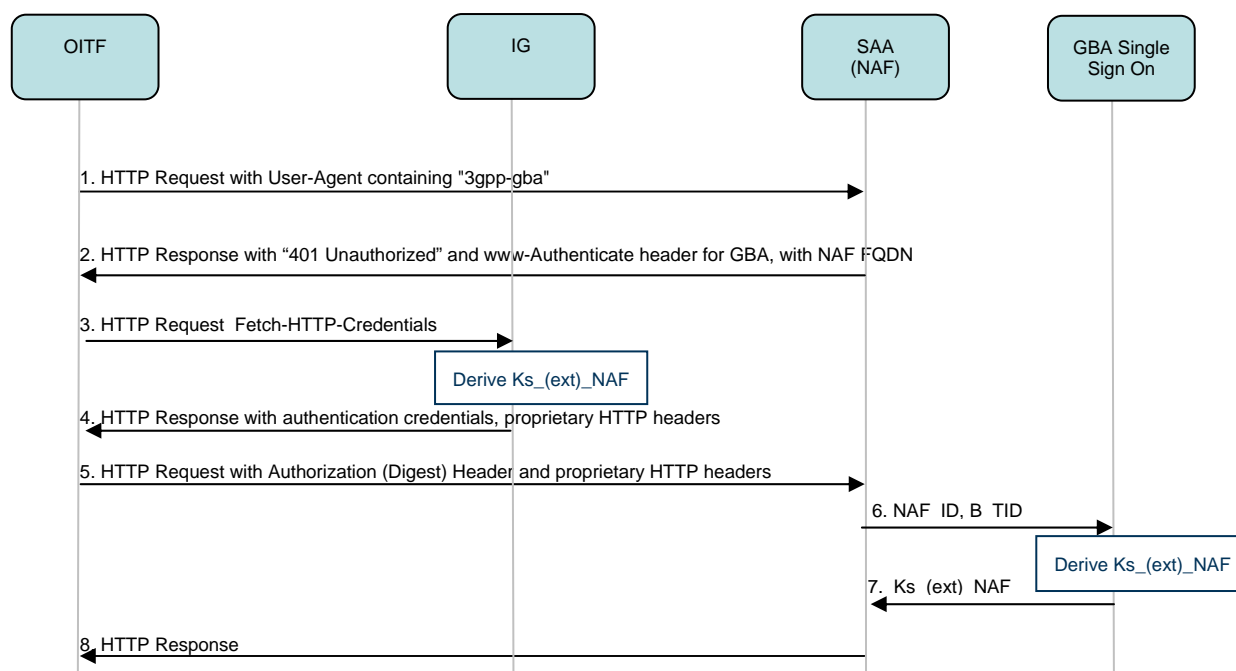 OITF
IG
SAA
(NAF)
GBA Single
Sign On
1. HTTP Request with User-Agent containing "3gpp-gba"
2. HTTP Response with “401 Unauthorized” and www-Authenticate header for GBA, with NAF FQDN
3. HTTP Request Fetch-HTTP-Credentials
Derive Ks_(ext)_NAF
4. HTTP Response with authentication credentials, proprietary HTTP headers
5. HTTP Request with Authorization (Digest) Header and proprietary HTTP headers
6. NAF ID, B TID
Derive Ks_(ext)_NAF
7. Ks (ext) NAF
8. HTTP Response